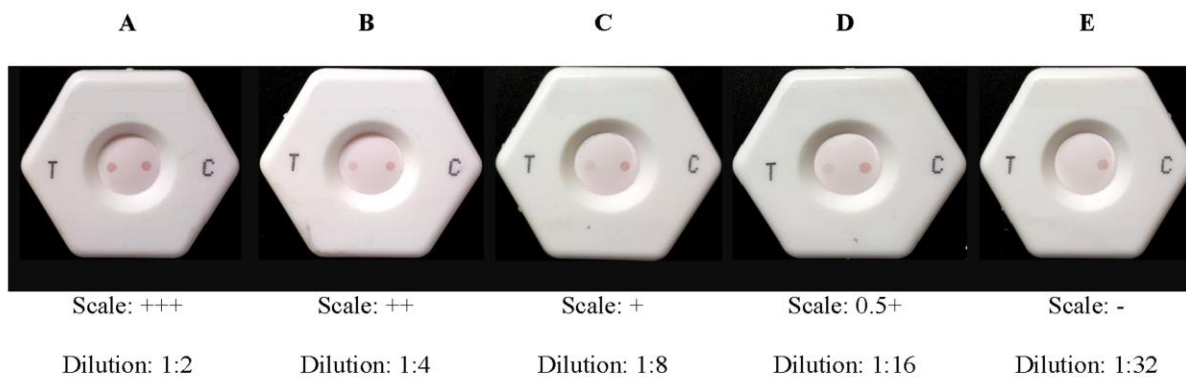 A B C D E
T C T C T C T C T C
Scale: +++ Scale: ++ Scale: + Scale: 0.5+ Scale: -
Dilution: 1:2 Dilution: 1:4 Dilution: 1:8 Dilution: 1:16 Dilution: 1:32